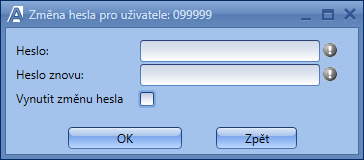 Změna hesla pro uživatele: 099999
Heslo:
Heslo znovu:
Vynutit změnu hesla
OK
Zpět